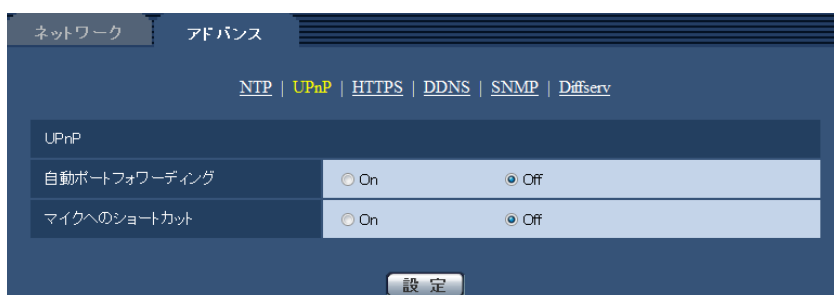 ネットワーク アドバンス
NTP | UPnP | HTTPS | DDNS | SNMP | Diffserv
UPnP
自動ポートフォワーディング On Off
マイクへのショートカット On Off
設定